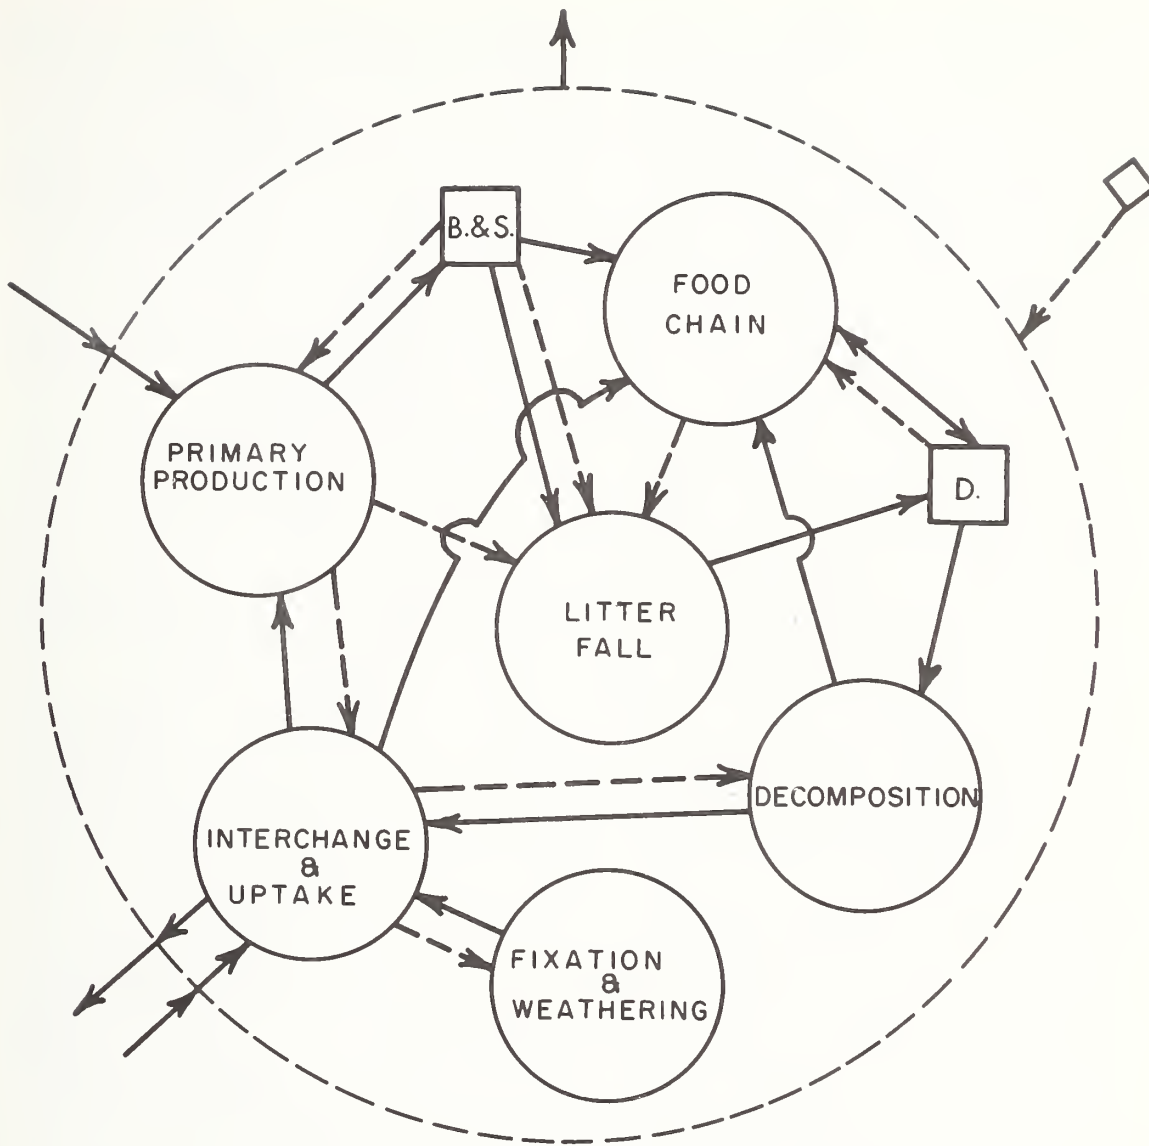 B.&S.
FOOD
CHAIN
PRIMARY
PRODUCTION
D.
LITTER
FALL
DECOMPOSITION
INTERCHANGE
&
UPTAKE
FIXATION
&
WEATHERING